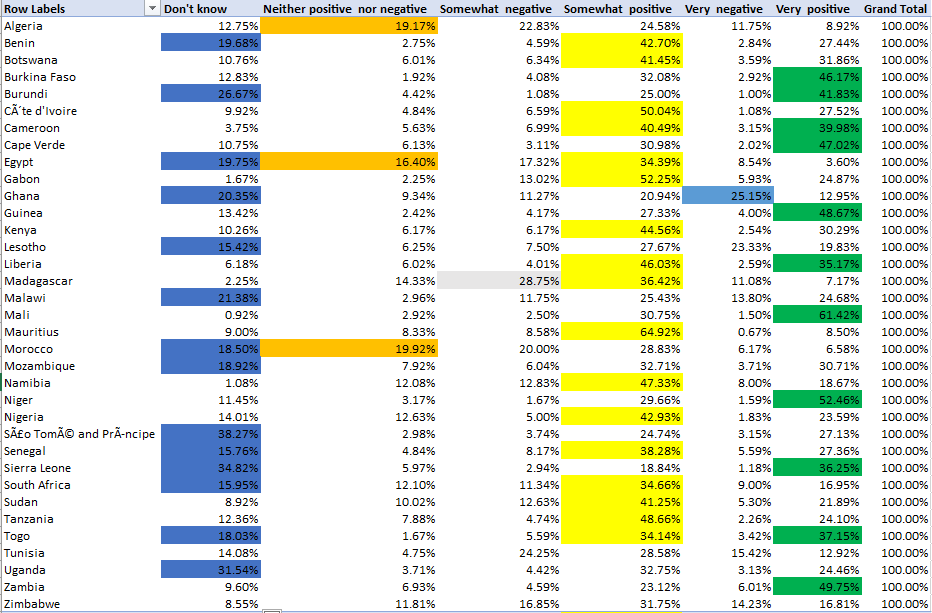 Row Labels Don't know Neither positive nor negative Somewhat negative Somewhat positive Very negative Very positive Grand Total
Algeria 12.75% 19.17% 22.83% 24.58% 11.75% 8.92% 100.00%
Benin 19.68% 2.75% 4.59% 42.70% 2.84% 27.44% 100.00%
Botswana 10.76% 6.01% 6.34% 41.45% 3.59% 31.86% 100.00%
Burkina Faso 12.83% 1.92% 4.08% 32.08% 2.92% 46.17% 100.00%
Burundi 26.67% 4.42% 1.08% 25.00% 1.00% 41.83% 100.00%
CÃ´te d'Ivoire 9.92% 4.84% 6.59% 50.04% 1.08% 27.52% 100.00%
Cameroon 3.75% 5.63% 6.99% 40.49% 3.15% 39.98% 100.00%
Cape Verde 10.75% 6.13% 3.11% 30.98% 2.02% 47.02% 100.00%
Egypt 19.75% 16.40% 17.32% 34.39% 8.54% 3.60% 100.00%
Gabon 1.67% 2.25% 13.02% 52.25% 5.93% 24.87% 100.00%
Ghana 20.35% 9.34% 11.27% 20.94% 25.15% 12.95% 100.00%
Guinea 13.42% 2.42% 4.17% 27.33% 4.00% 48.67% 100.00%
Kenya 10.26% 6.17% 6.17% 44.56% 2.54% 30.29% 100.00%
Lesotho 15.42% 6.25% 7.50% 27.67% 23.33% 19.83% 100.00%
Liberia 6.18% 6.02% 4.01% 46.03% 2.59% 35.17% 100.00%
Madagascar 2.25% 14.33% 28.75% 36.42% 11.08% 7.17% 100.00%
Malawi 21.38% 2.96% 11.75% 25.43% 13.80% 24.68% 100.00%
Mali 0.92% 2.92% 2.50% 30.75% 1.50% 61.42% 100.00%
Mauritius 9.00% 8.33% 8.58% 64.92% 0.67% 8.50% 100.00%
Morocco 18.50% 19.92% 20.00% 28.83% 6.17% 6.58% 100.00%
Mozambique 18.92% 7.92% 6.04% 32.71% 3.71% 30.71% 100.00%
Namibia 1.08% 12.08% 12.83% 47.33% 8.00% 18.67% 100.00%
Niger 11.45% 3.17% 1.67% 29.66% 1.59% 52.46% 100.00%
Nigeria 14.01% 12.63% 5.00% 42.93% 1.83% 23.59% 100.00%
SÃ£o TomÃ© and PrÃ-ncipe 38.27% 2.98% 3.74% 24.74% 3.15% 27.13% 100.00%
Senegal 15.76% 4.84% 8.17% 38.28% 5.59% 27.36% 100.00%
Sierra Leone 34.82% 5.97% 2.94% 18.84% 1.18% 36.25% 100.00%
South Africa 15.95% 12.10% 11.34% 34.66% 9.00% 16.95% 100.00%
Sudan 8.92% 10.02% 12.63% 41.25% 5.30% 21.89% 100.00%
Tanzania 12.36% 7.88% 4.74% 48.66% 2.26% 24.10% 100.00%
Togo 18.03% 1.67% 5.59% 34.14% 3.42% 37.15% 100.00%
Tunisia 14.08% 4.75% 24.25% 28.58% 15.42% 12.92% 100.00%
Uganda 31.54% 3.71% 4.42% 32.75% 3.13% 24.46% 100.00%
Zambia 9.60% 6.93% 4.59% 23.12% 6.01% 49.75% 100.00%
Zimbabwe 8.55% 11.81% 16.85% 31.75% 14.23% 16.81% 100.00%